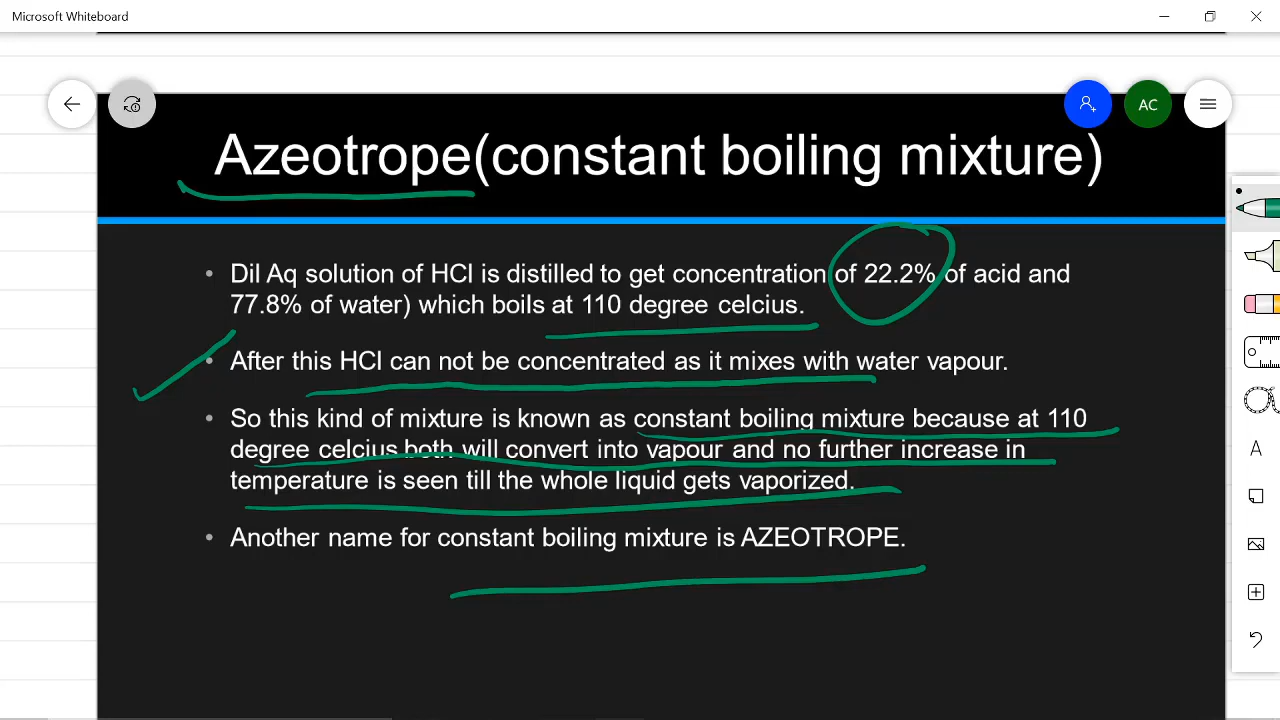 Microsoft Whiteboard
AC
Azeotrope(constant boiling mixture)
• Dil Aq solution of HCl is distilled to get concentration of 22.2% of acid and
77.8% of water) which boils at 110 degree celcius.
• After this HCl can not be concentrated as it mixes with water vapour.
• So this kind of mixture is known as constant boiling mixture because at 110
degree celcius both will convert into vapour and no further increase in
temperature is seen till the whole liquid gets vaporized.
• Another name for constant boiling mixture is AZEOTROPE.